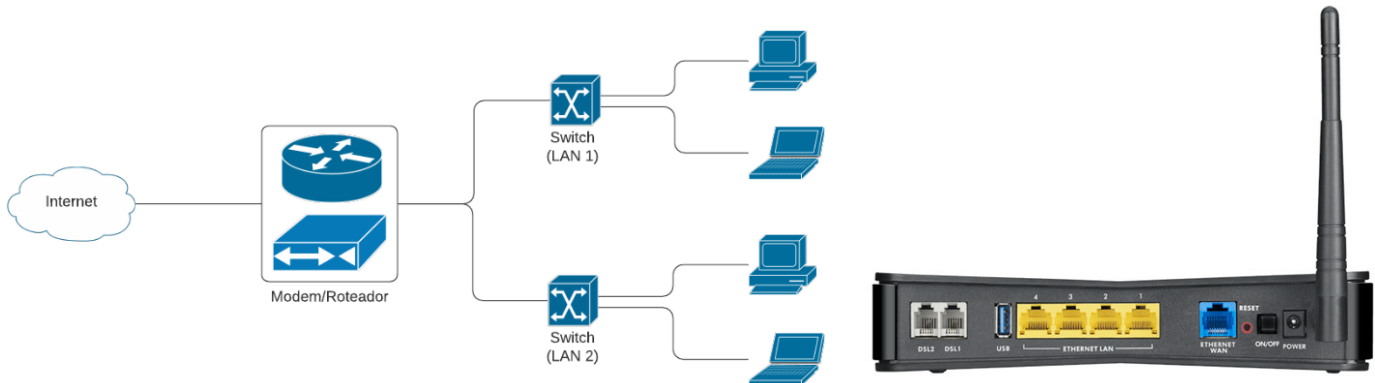 Internet
Modem/Roteador
Switch
(LAN 1)
Switch
(LAN 2)
DSL2 DSL1
USB
4 3 2 1
ETHERNET LAN
ETHERNET
WAN
RESET
ON/OFF
POWER